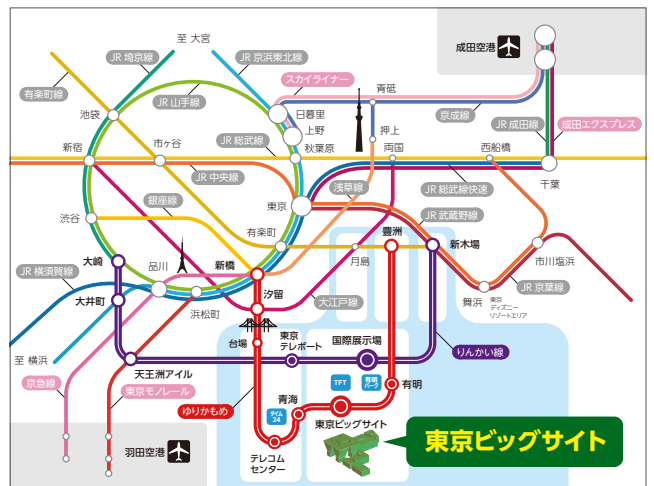 至 大宮
JR 埼京線
JR 京浜東北線
成田空港
有楽町線
JR 山手線
スカイライナー
青砥
京成線
池袋
日暮里
上野
押上
JR 成田線
成田エクスプレス
市ヶ谷
JR 総武線
秋葉原
両国
西船橋
新宿
JR 中央線
浅草線
JR 総武線快速
千葉
銀座線
東京
JR 武蔵野線
渋谷
有楽町
豊洲
新木場
大崎
品川
新橋
月島
市川塩浜
JR 横須賀線
汐留
大江戸線
JR 京葉線
大井町
浜松町
舞浜
東京
ディズニー
リゾートエリア
台場
東京
テレポート
国際展示場
りんかい線
至 横浜
天王洲アイル
京急線
東京モノレール
ゆりかもめ
TFT
有明
パーク
有明
青海
タイム
24
東京ビッグサイト
東京ビッグサイト
羽田空港
テレコム
センター